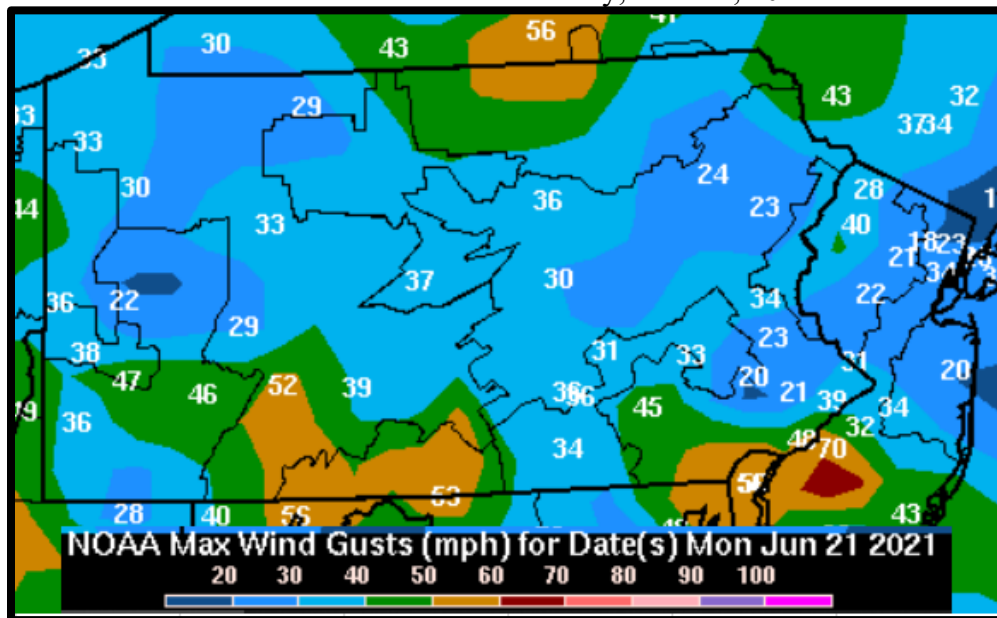 56
33 30 43
29 43 32
33 33 37 34
30 36 24 23 28
44 33 40
18 23
37 30 21
36 22 34 22 34
29 23
38 31 33 31
47 46 52 39 36 20 21 39 20
36 45 34
34 48 70 32
53
28 40 56 43
NOAA Max Wind Gusts (mph) for Date(s) Mon Jun 21 2021
20 30 40 50 60 70 80 90 100